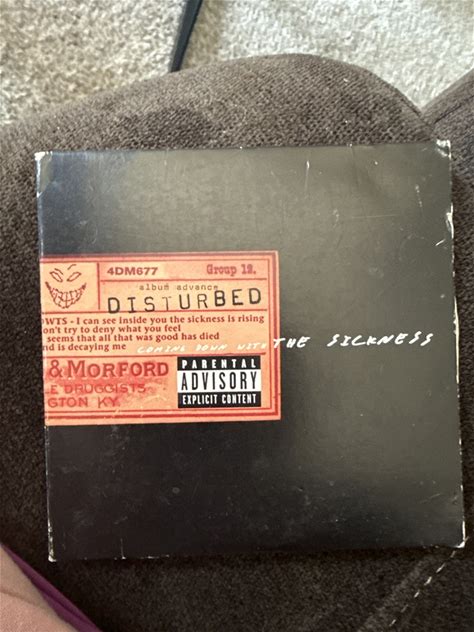 4DM677 Group 12.
album advance
DISTURBED
OWTS - I can see inside you the sickness is rising
on't try to deny what you feel
seems that all that was good has died
nd is decaying me
COMING DOWN WITH THE SICKNESS
& MORFORD
E DRUGGISTS
GTON KY.
PARENTAL
ADVISORY
EXPLICIT CONTENT